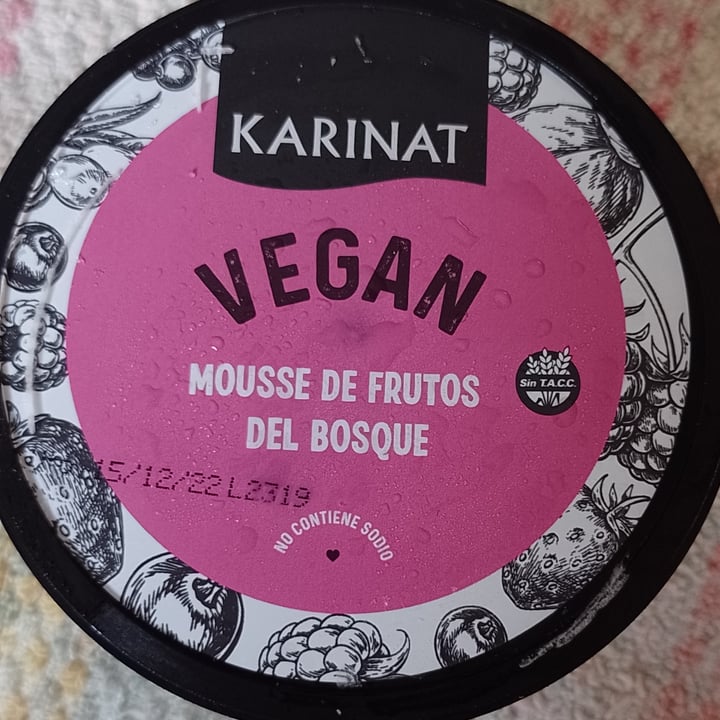 KARINAT
VEGAN
MOUSSE DE FRUTOS
DEL BOSQUE
Sin T.A.C.C.
15/12/22 L2319
NO CONTIENE SODIO